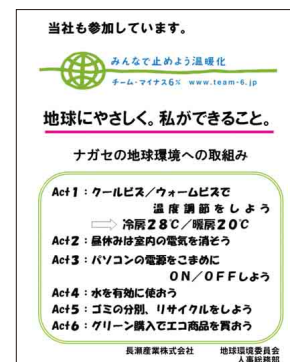 当社も参加しています。
みんなで止めよう温暖化
チーム・マイナス6% www.team-6.jp
地球にやさしく。私ができること。
ナガセの地球環境への取組み
Act1:クールビズ/ウォームビズで
温度調節をしよう
⇒ 冷房28℃/暖房20℃
Act2:昼休みは室内の電気を消そう
Act3:パソコンの電源をこまめに
ON/OFFしよう
Act4:水を有効に使おう
Act5:ゴミの分別、リサイクルをしよう
Act6:グリーン購入でエコ商品を買おう
長瀬産業株式会社 地球環境委員会
人事総務部